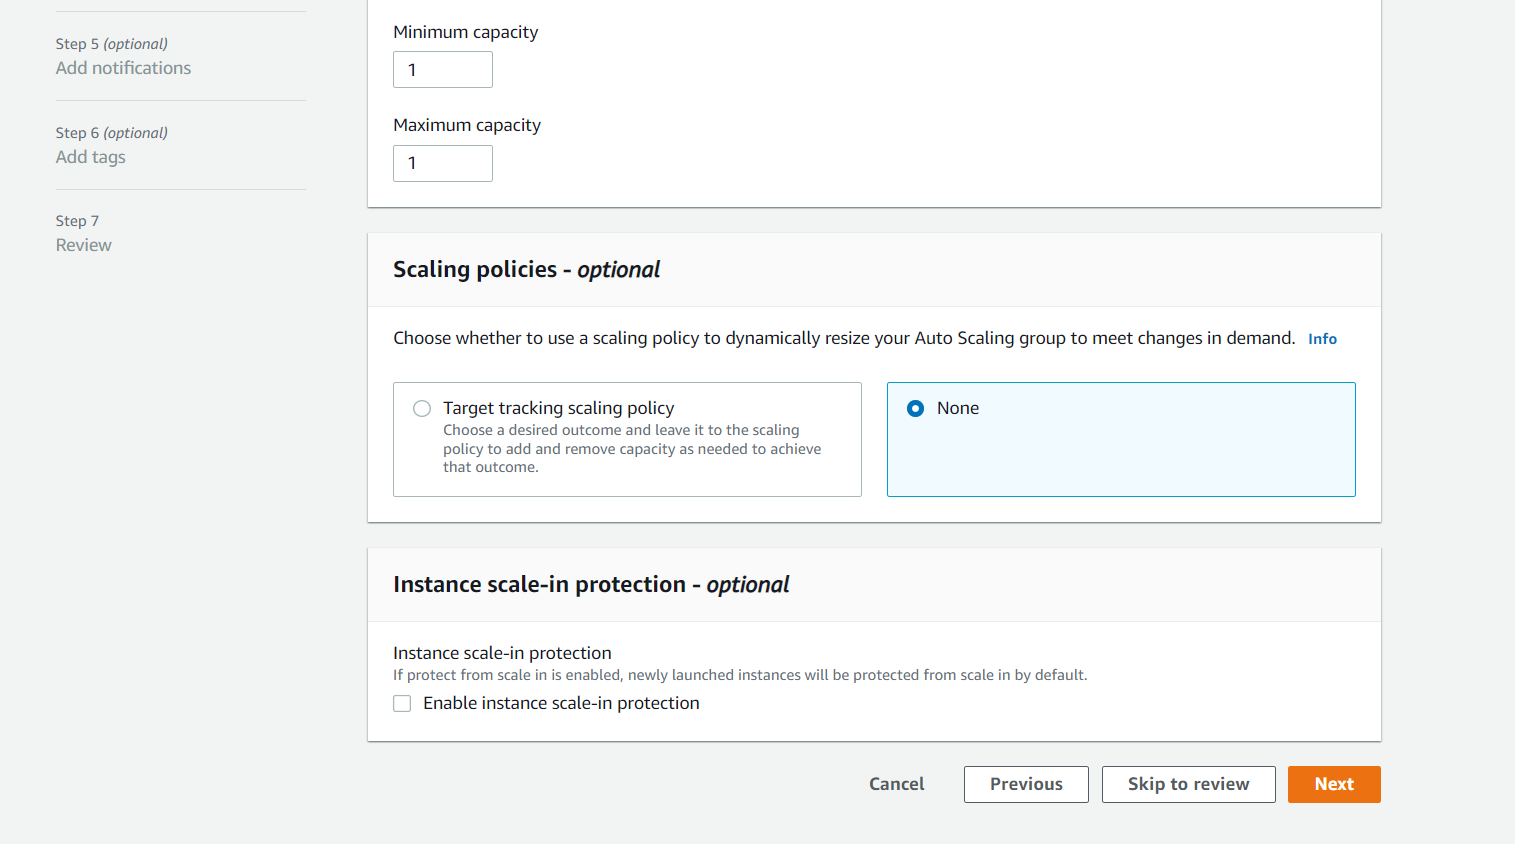 Step 5 (optional)
Add notifications
Step 6 (optional)
Add tags
Step 7
Review
Minimum capacity
1
Maximum capacity
1
Scaling policies - optional
Choose whether to use a scaling policy to dynamically resize your Auto Scaling group to meet changes in demand. Info
Target tracking scaling policy
Choose a desired outcome and leave it to the scaling
policy to add and remove capacity as needed to achieve
that outcome.
None
Instance scale-in protection - optional
Instance scale-in protection
If protect from scale in is enabled, newly launched instances will be protected from scale in by default.
Enable instance scale-in protection
Cancel Previous Skip to review Next